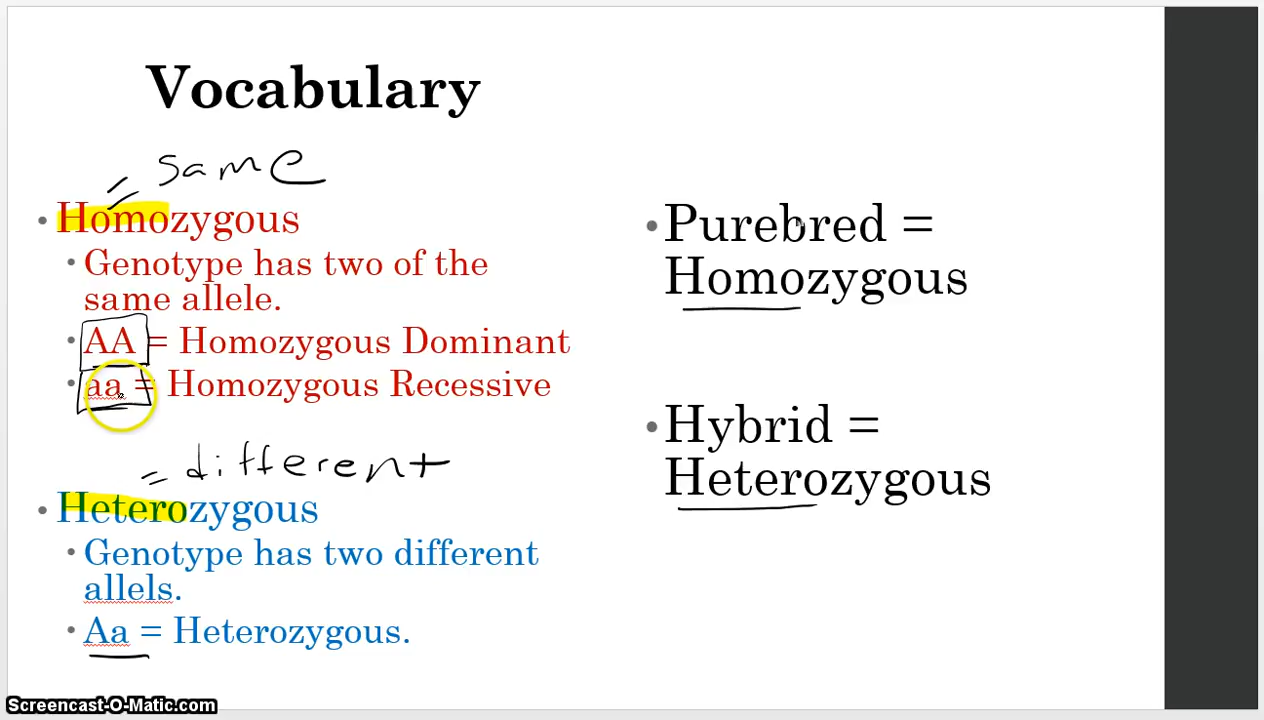 Vocabulary
= same
• Homozygous
• Genotype has two of the
same allele.
• AA = Homozygous Dominant
• aa = Homozygous Recessive
= different
• Heterozygous
• Genotype has two different
allels.
• Aa = Heterozygous.
• Purebred =
Homozygous
• Hybrid =
Heterozygous
Screencast-O-Matic.com